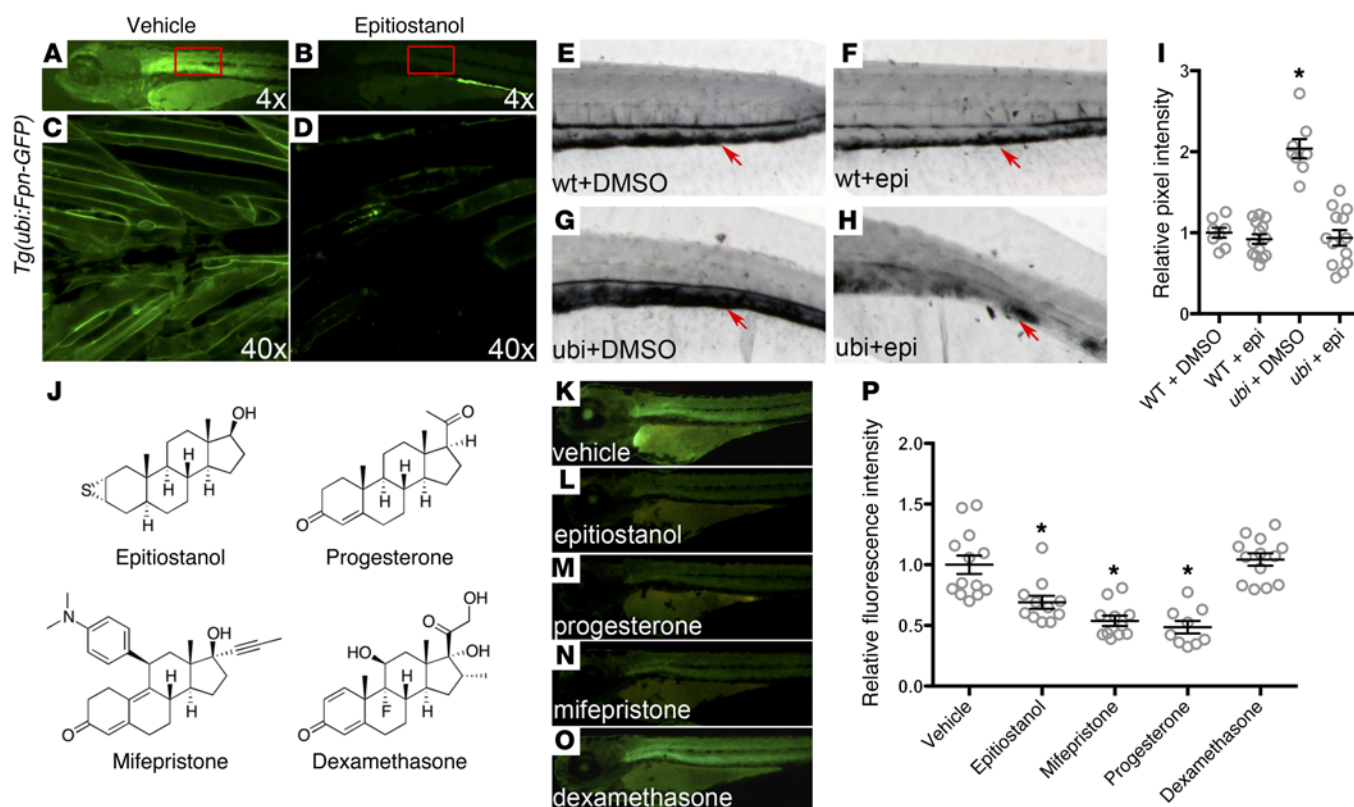 Vehicle
Epitiostanol
Tg(ubi:Fpn-GFP)
A
4x
B
4x
C
40x
D
40x
E
wt+DMSO
F
wt+epi
G
ubi+DMSO
H
ubi+epi
I
Relative pixel intensity
3
2
1
0
*
WT + DMSO
WT + epi
ubi + DMSO
ubi + epi
J
OH
S
H
H
H
H
Epitiostanol
O
H
H
H
H
O
Progesterone
N
OH
H
H
O
Mifepristone
OH
O
HO
OH
H
F
H
O
Dexamethasone
K
vehicle
L
epitiostanol
M
progesterone
N
mifepristone
O
dexamethasone
P
Relative fluorescence intensity
2.0
1.5
1.0
0.5
0.0
*
*
*
Vehicle
Epitiostanol
Mifepristone
Progesterone
Dexamethasone